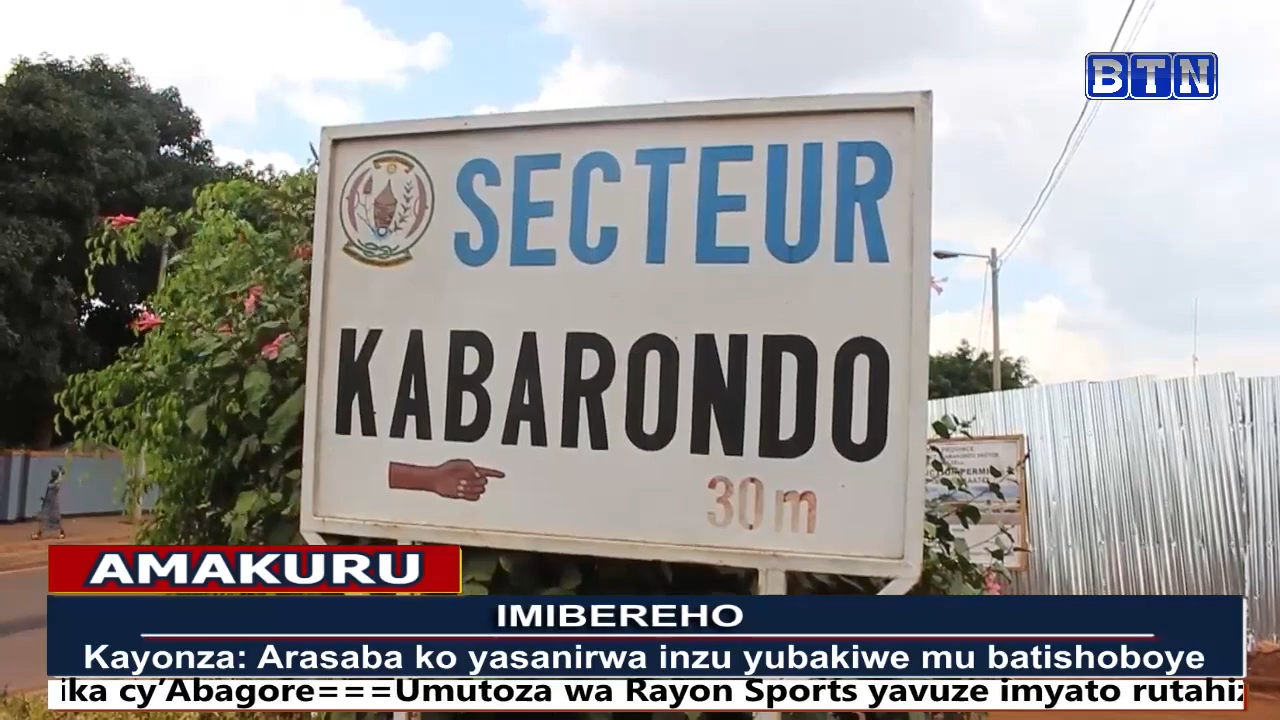 BTN
SECTEUR
KABARONDO
30 m
AMAKURU
IMIBEREHO
Kayonza: Arasaba ko yasanirwa inzu yubakiwe mu batishoboye
ika cy’Abagore===Umutoza wa Rayon Sports yavuze imyato rutahiz